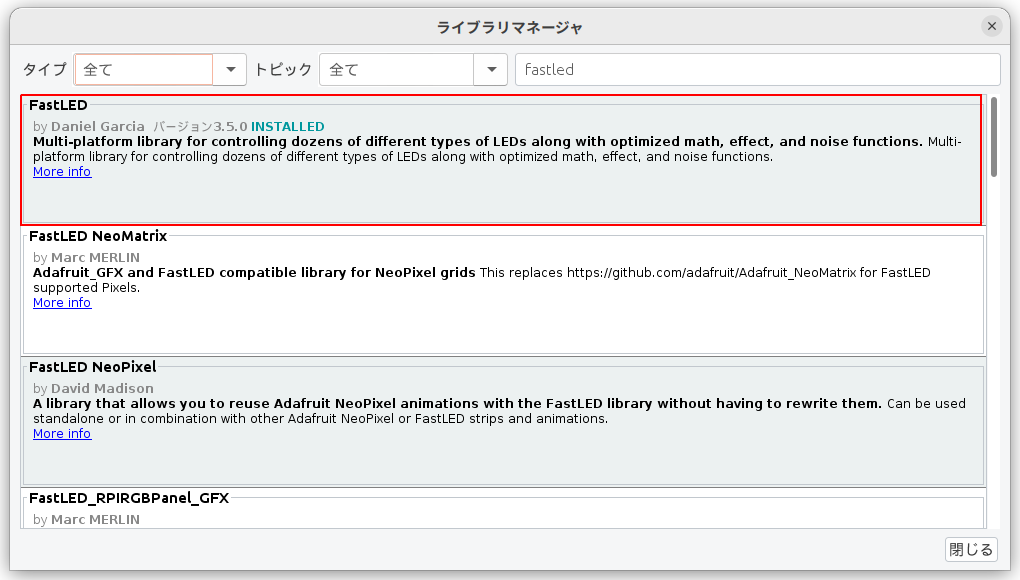 ライブラリマネージャ
タイプ 全て トピック 全て fastled
FastLED
by Daniel Garcia バージョン3.5.0 INSTALLED
Multi-platform library for controlling dozens of different types of LEDs along with optimized math, effect, and noise functions. Multi-
platform library for controlling dozens of different types of LEDs along with optimized math, effect, and noise functions.
More info
FastLED NeoMatrix
by Marc MERLIN
Adafruit_GFX and FastLED compatible library for NeoPixel grids This replaces https://github.com/adafruit/Adafruit_NeoMatrix for FastLED
supported Pixels.
More info
FastLED NeoPixel
by David Madison
A library that allows you to reuse Adafruit NeoPixel animations with the FastLED library without having to rewrite them. Can be used
standalone or in combination with other Adafruit NeoPixel or FastLED strips and animations.
More info
FastLED_RPIRGBPanel_GFX
by Marc MERLIN
閉じる